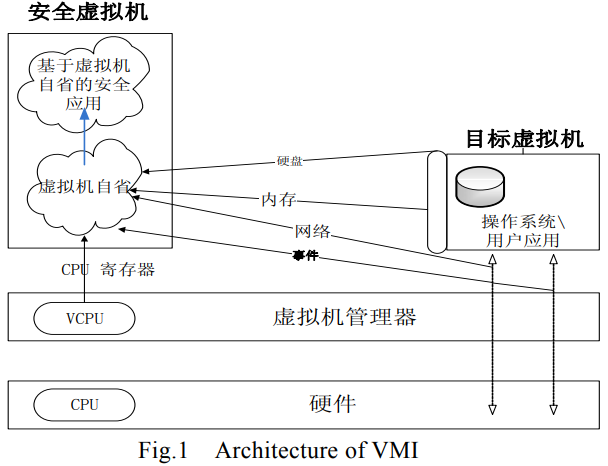 安全虚拟机
基于虚拟机
自省的安全
应用
目标虚拟机
硬盘
虚拟机自省
内存
操作系统\
用户应用
网络
事件
CPU 寄存器
VCPU
虚拟机管理器
CPU
硬件
Fig.1 Architecture of VMI